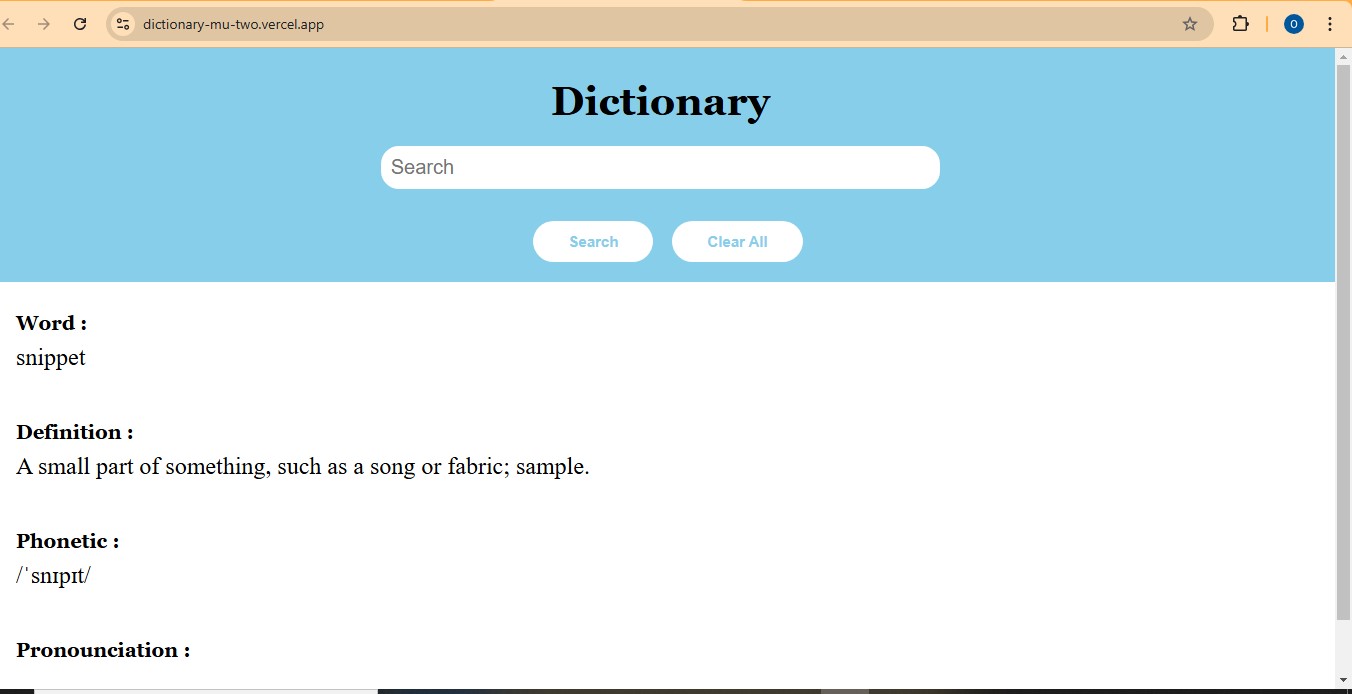 dictionary-mu-two.vercel.app
O
Dictionary
Search
Search Clear All
Word :
snippet
Definition :
A small part of something, such as a song or fabric; sample.
Phonetic :
/ˈsnɪpɪt/
Pronounciation :